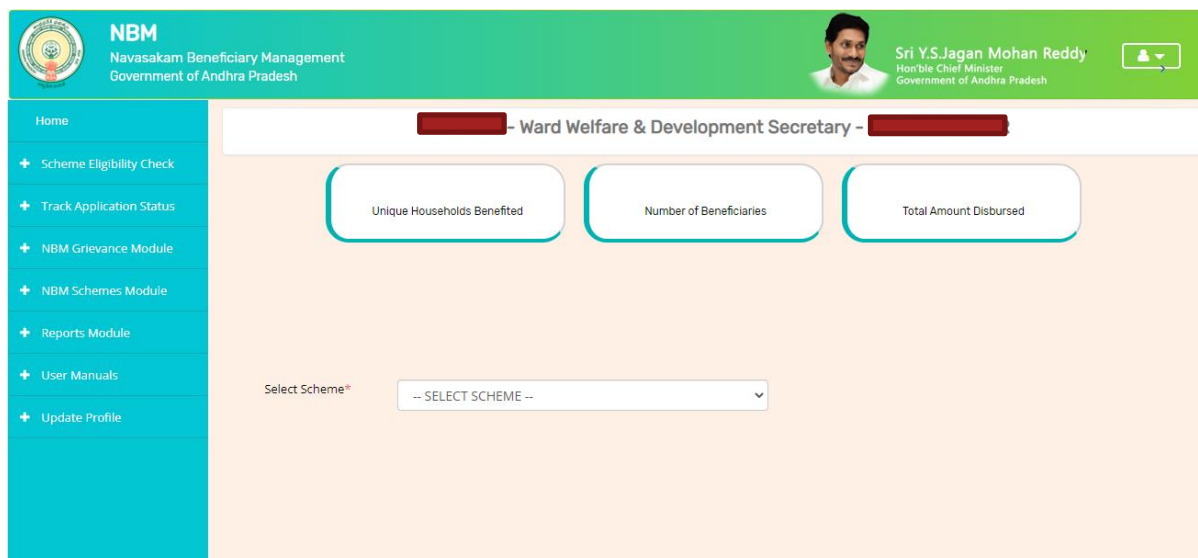 NBM
Navasakam Beneficiary Management
Government of Andhra Pradesh
Sri Y.S.Jagan Mohan Reddy
Hon'ble Chief Minister
Government of Andhra Pradesh
Home
- Ward Welfare & Development Secretary -
+ Scheme Eligibility Check
+ Track Application Status
+ NBM Grievance Module
+ NBM Schemes Module
+ Reports Module
+ User Manuals
+ Update Profile
Unique Households Benefited
Number of Beneficiaries
Total Amount Disbursed
Select Scheme*
-- SELECT SCHEME --